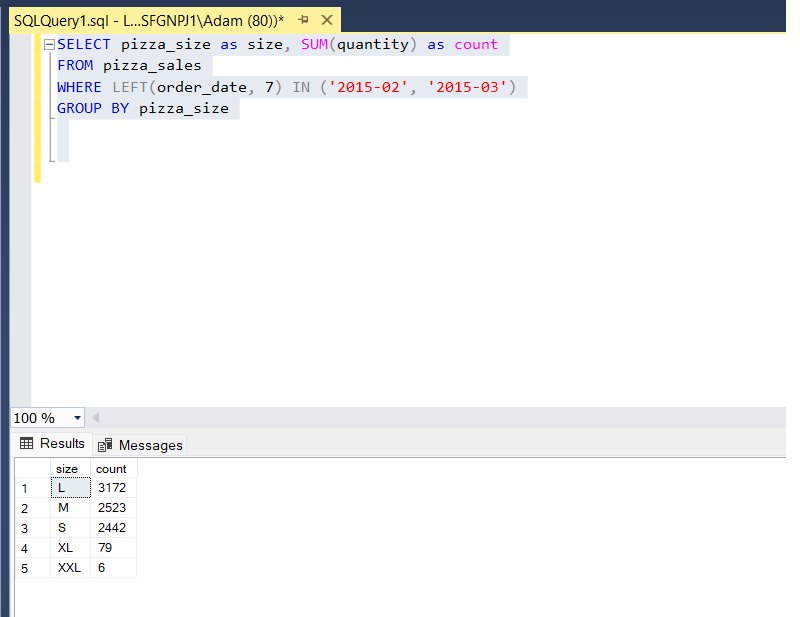 SQLQuery1.sql - L...SFGNPJ1\Adam (80))*
SELECT pizza_size as size, SUM(quantity) as count
FROM pizza_sales
WHERE LEFT(order_date, 7) IN ('2015-02', '2015-03')
GROUP BY pizza_size
100 %
Results Messages
size count
1 L 3172
2 M 2523
3 S 2442
4 XL 79
5 XXL 6